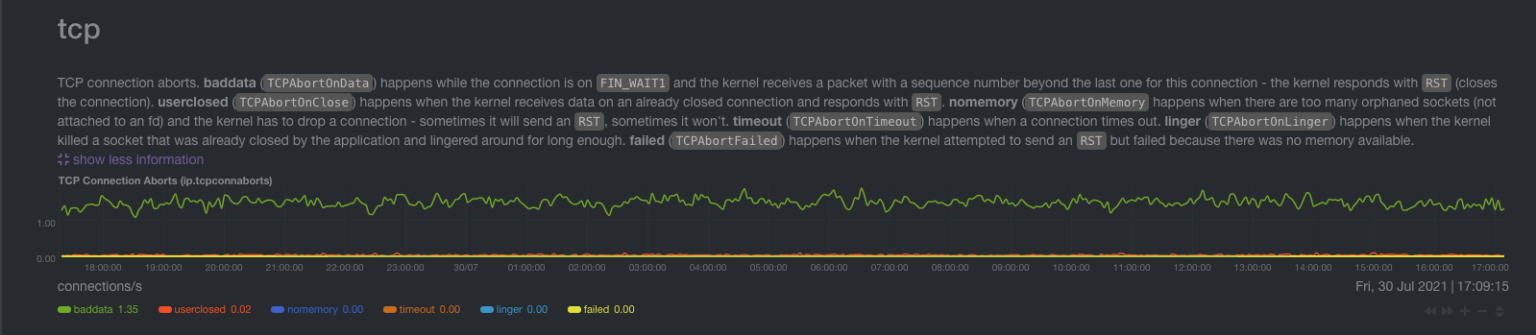 tcp
TCP connection aborts. baddata (TCPAbortOnData) happens while the connection is on FIN_WAIT1 and the kernel receives a packet with a sequence number beyond the last one for this connection - the kernel responds with RST (closes
the connection). userclosed (TCPAbortOnClose) happens when the kernel receives data on an already closed connection and responds with RST. nomemory (TCPAbortOnMemory happens when there are too many orphaned sockets (not
attached to an fd) and the kernel has to drop a connection - sometimes it will send an RST, sometimes it won't. timeout (TCPAbortOnTimeout) happens when a connection times out. linger (TCPAbortOnLinger) happens when the kernel
killed a socket that was already closed by the application and lingered around for long enough. failed (TCPAbortFailed) happens when the kernel attempted to send an RST but failed because there was no memory available.
show less information
TCP Connection Aborts (ip.tcpconnaborts)
1.00
0.00
18:00:00 19:00:00 20:00:00 21:00:00 22:00:00 23:00:00 30/07 01:00:00 02:00:00 03:00:00 04:00:00 05:00:00 06:00:00 07:00:00 08:00:00 09:00:00 10:00:00 11:00:00 12:00:00 13:00:00 14:00:00 15:00:00 16:00:00 17:00:00
connections/s Fri, 30 Jul 2021 | 17:09:15
baddata 1.35 userclosed 0.02 nomemory 0.00 timeout 0.00 linger 0.00 failed 0.00